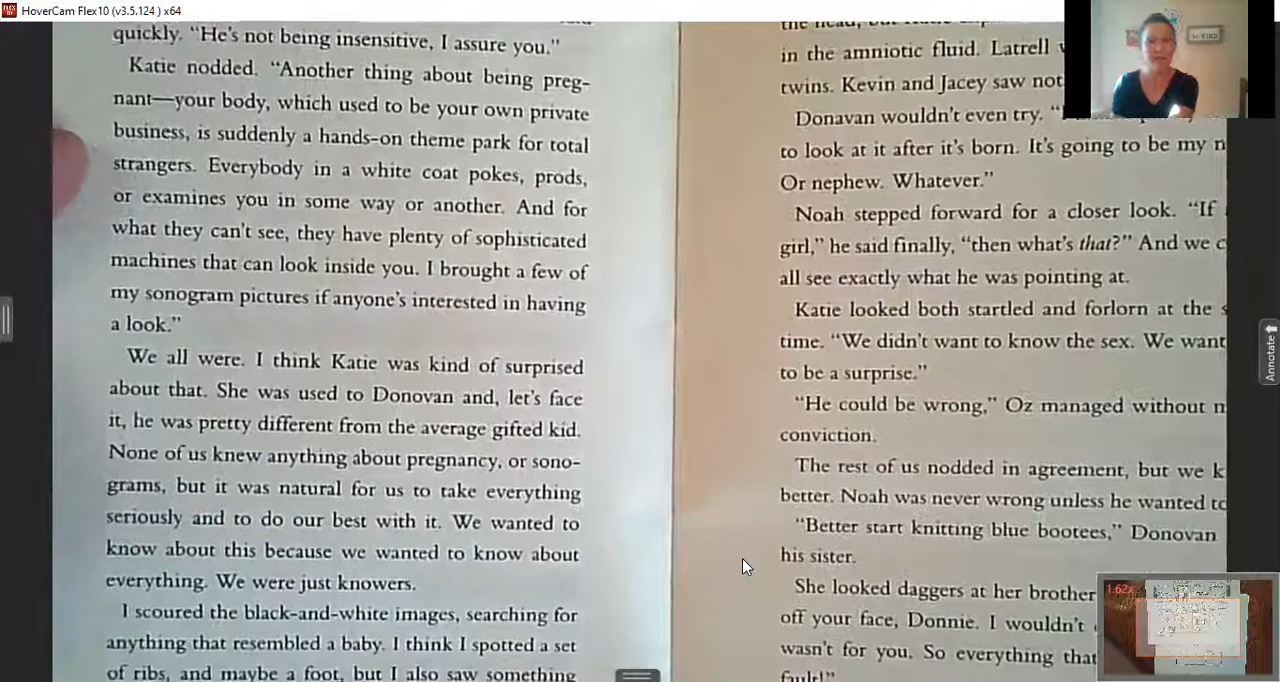 HoverCam Flex10 (v3.5.124 ) x64
quickly. “He’s not being insensitive, I assure you.”
Katie nodded. “Another thing about being preg-
nant—your body, which used to be your own private
business, is suddenly a hands-on theme park for total
strangers. Everybody in a white coat pokes, prods,
or examines you in some way or another. And for
what they can’t see, they have plenty of sophisticated
machines that can look inside you. I brought a few of
my sonogram pictures if anyone’s interested in having
a look.”
We all were. I think Katie was kind of surprised
about that. She was used to Donovan and, let’s face
it, he was pretty different from the average gifted kid.
None of us knew anything about pregnancy, or sono-
grams, but it was natural for us to take everything
seriously and to do our best with it. We wanted to
know about this because we wanted to know about
everything. We were just knowers.
I scoured the black-and-white images, searching for
anything that resembled a baby. I think I spotted a set
of ribs, and maybe a foot, but I also saw something
in the amniotic fluid. Latrell
twins. Kevin and Jacey saw not
Donavan wouldn’t even try.
to look at it after it’s born. It’s going to be my n
Or nephew. Whatever.”
Noah stepped forward for a closer look. “If
girl,” he said finally, “then what’s that?” And we c
all see exactly what he was pointing at.
Katie looked both startled and forlorn at the s
time. “We didn’t want to know the sex. We want
to be a surprise.”
“He could be wrong,” Oz managed without n
conviction.
The rest of us nodded in agreement, but we k
better. Noah was never wrong unless he wanted to
“Better start knitting blue bootees,” Donovan
his sister.
She looked daggers at her brother
off your face, Donnie. I wouldn’t
wasn’t for you. So everything that
fault!”
Annotate
1.62x